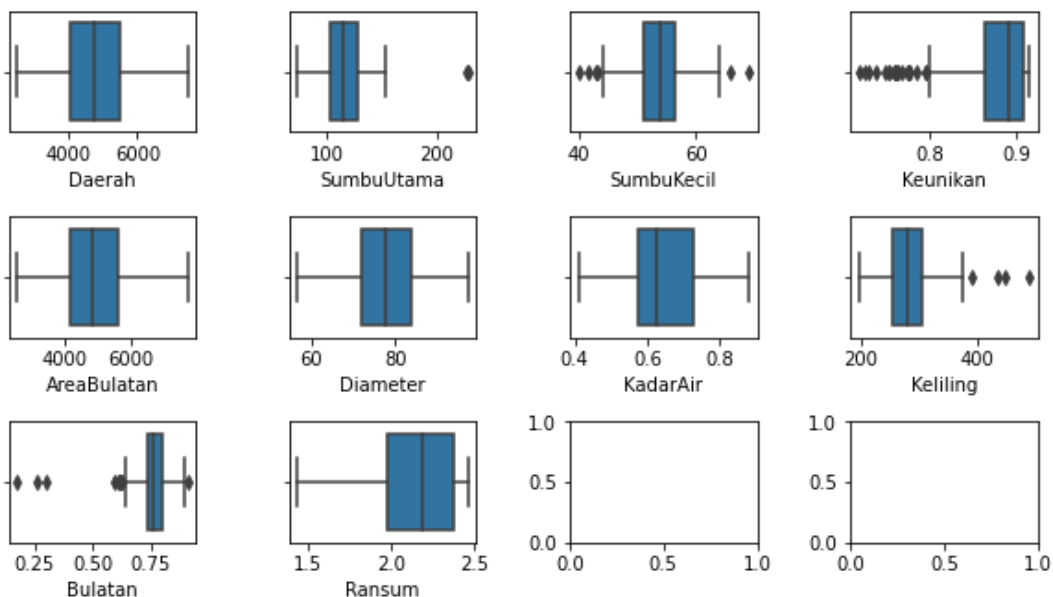 4000 6000
Daerah
100 200
SumbuUtama
40 60
SumbuKecil
0.8 0.9
Keunikan
4000 6000
AreaBulatan
60 80
Diameter
0.4 0.6 0.8
KadarAir
200 400
Keliling
0.25 0.50 0.75
Bulatan
1.5 2.0 2.5
Ransum
1.0
0.5
0.0
0.0 0.5 1.0
1.0
0.5
0.0
0.0 0.5 1.0